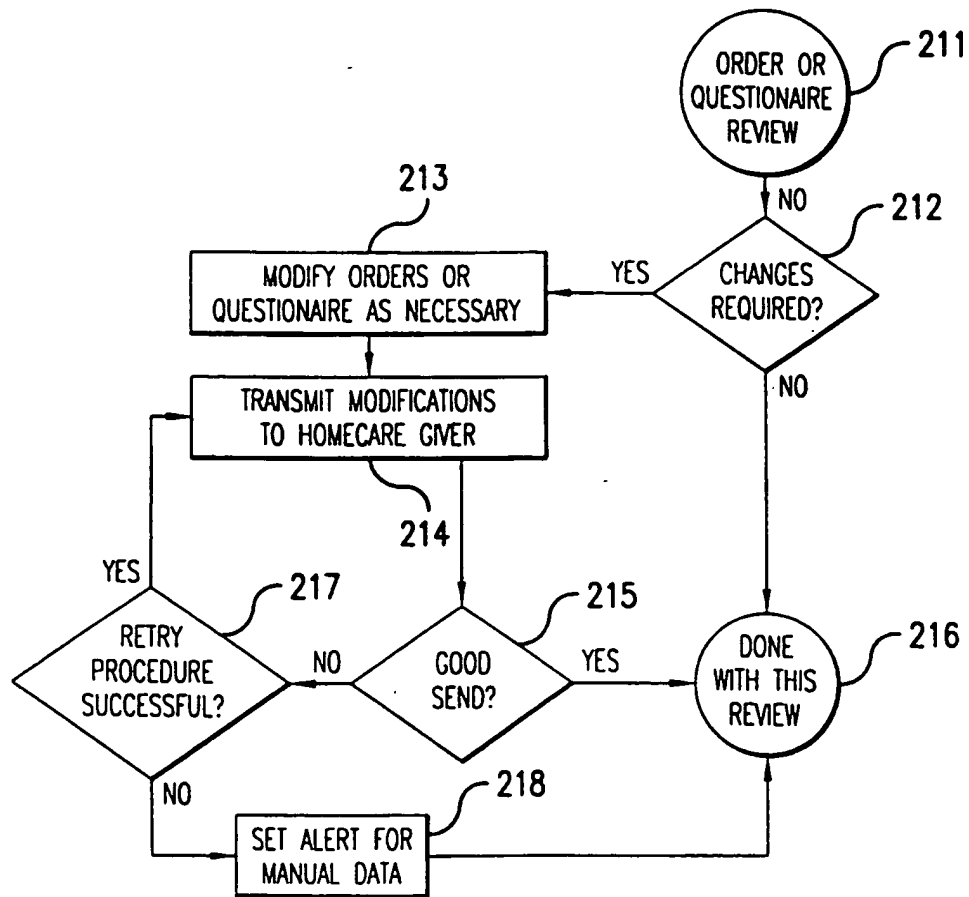 211
ORDER OR
QUESTIONAIRE
REVIEW
NO
212
CHANGES
REQUIRED?
YES
NO
213
MODIFY ORDERS OR
QUESTIONAIRE AS NECESSARY
TRANSMIT MODIFICATIONS
TO HOMECARE GIVER
214
215
GOOD
SEND?
YES
NO
216
DONE
WITH THIS
REVIEW
217
RETRY
PROCEDURE
SUCCESSFUL?
YES
NO
218
SET ALERT FOR
MANUAL DATA